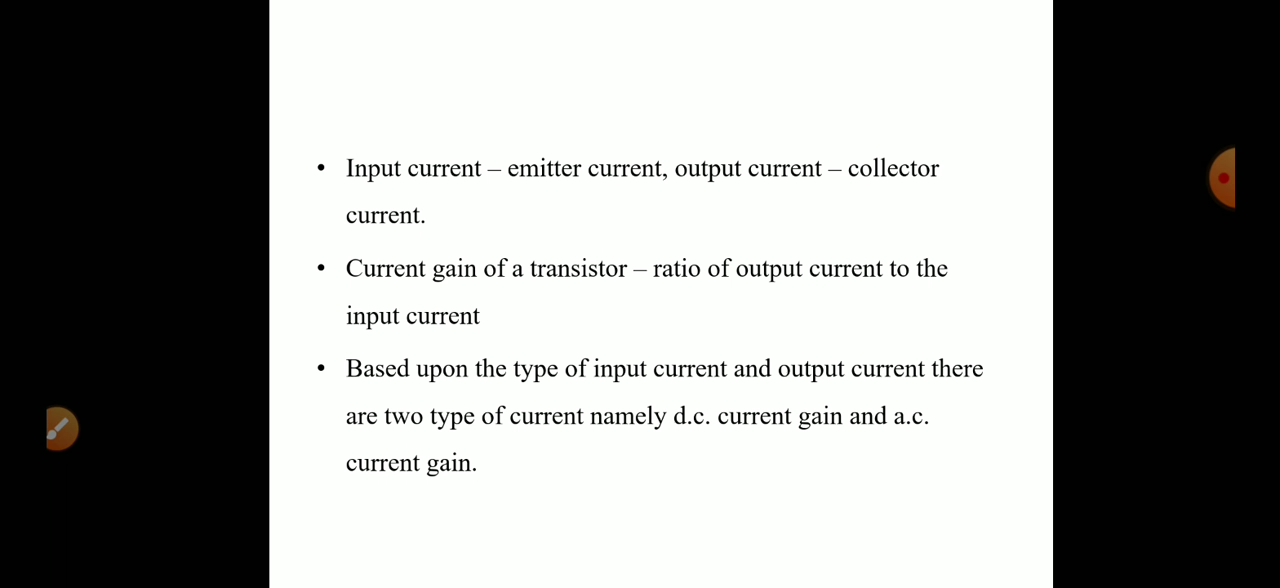 • Input current – emitter current, output current – collector
current.
• Current gain of a transistor – ratio of output current to the
input current
• Based upon the type of input current and output current there
are two type of current namely d.c. current gain and a.c.
current gain.